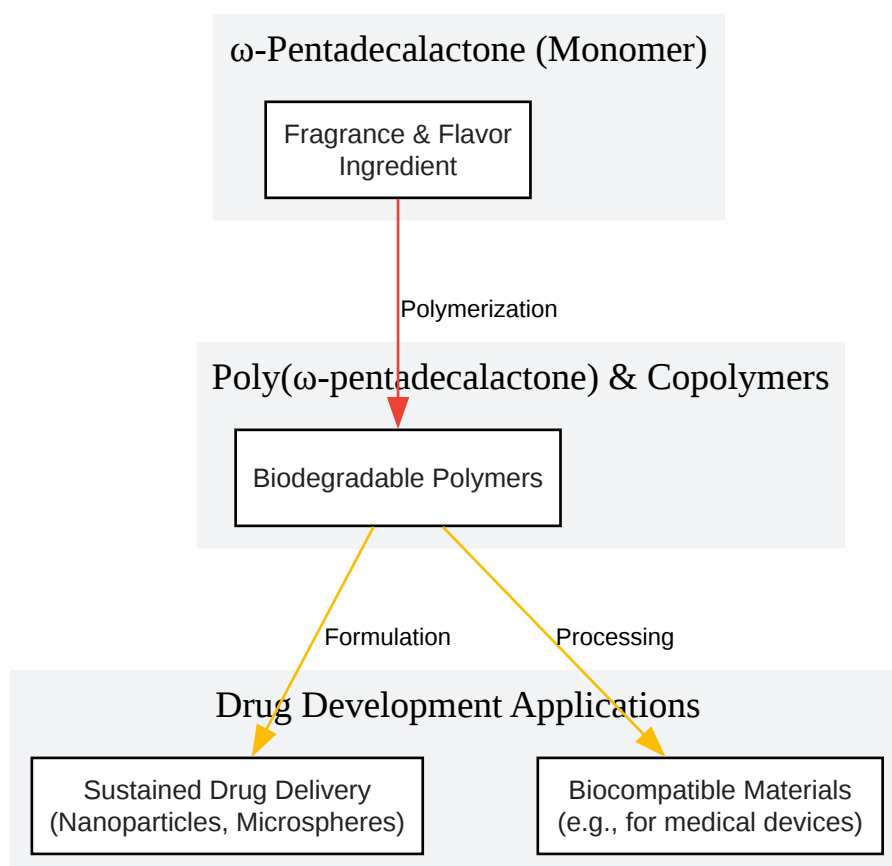 ω-Pentadecalactone (Monomer)
Fragrance & Flavor
Ingredient
Polymerization
Poly(ω-pentadecalactone) & Copolymers
Biodegradable Polymers
Formulation
Processing
Drug Development Applications
Sustained Drug Delivery
(Nanoparticles, Microspheres)
Biocompatible Materials
(e.g., for medical devices)